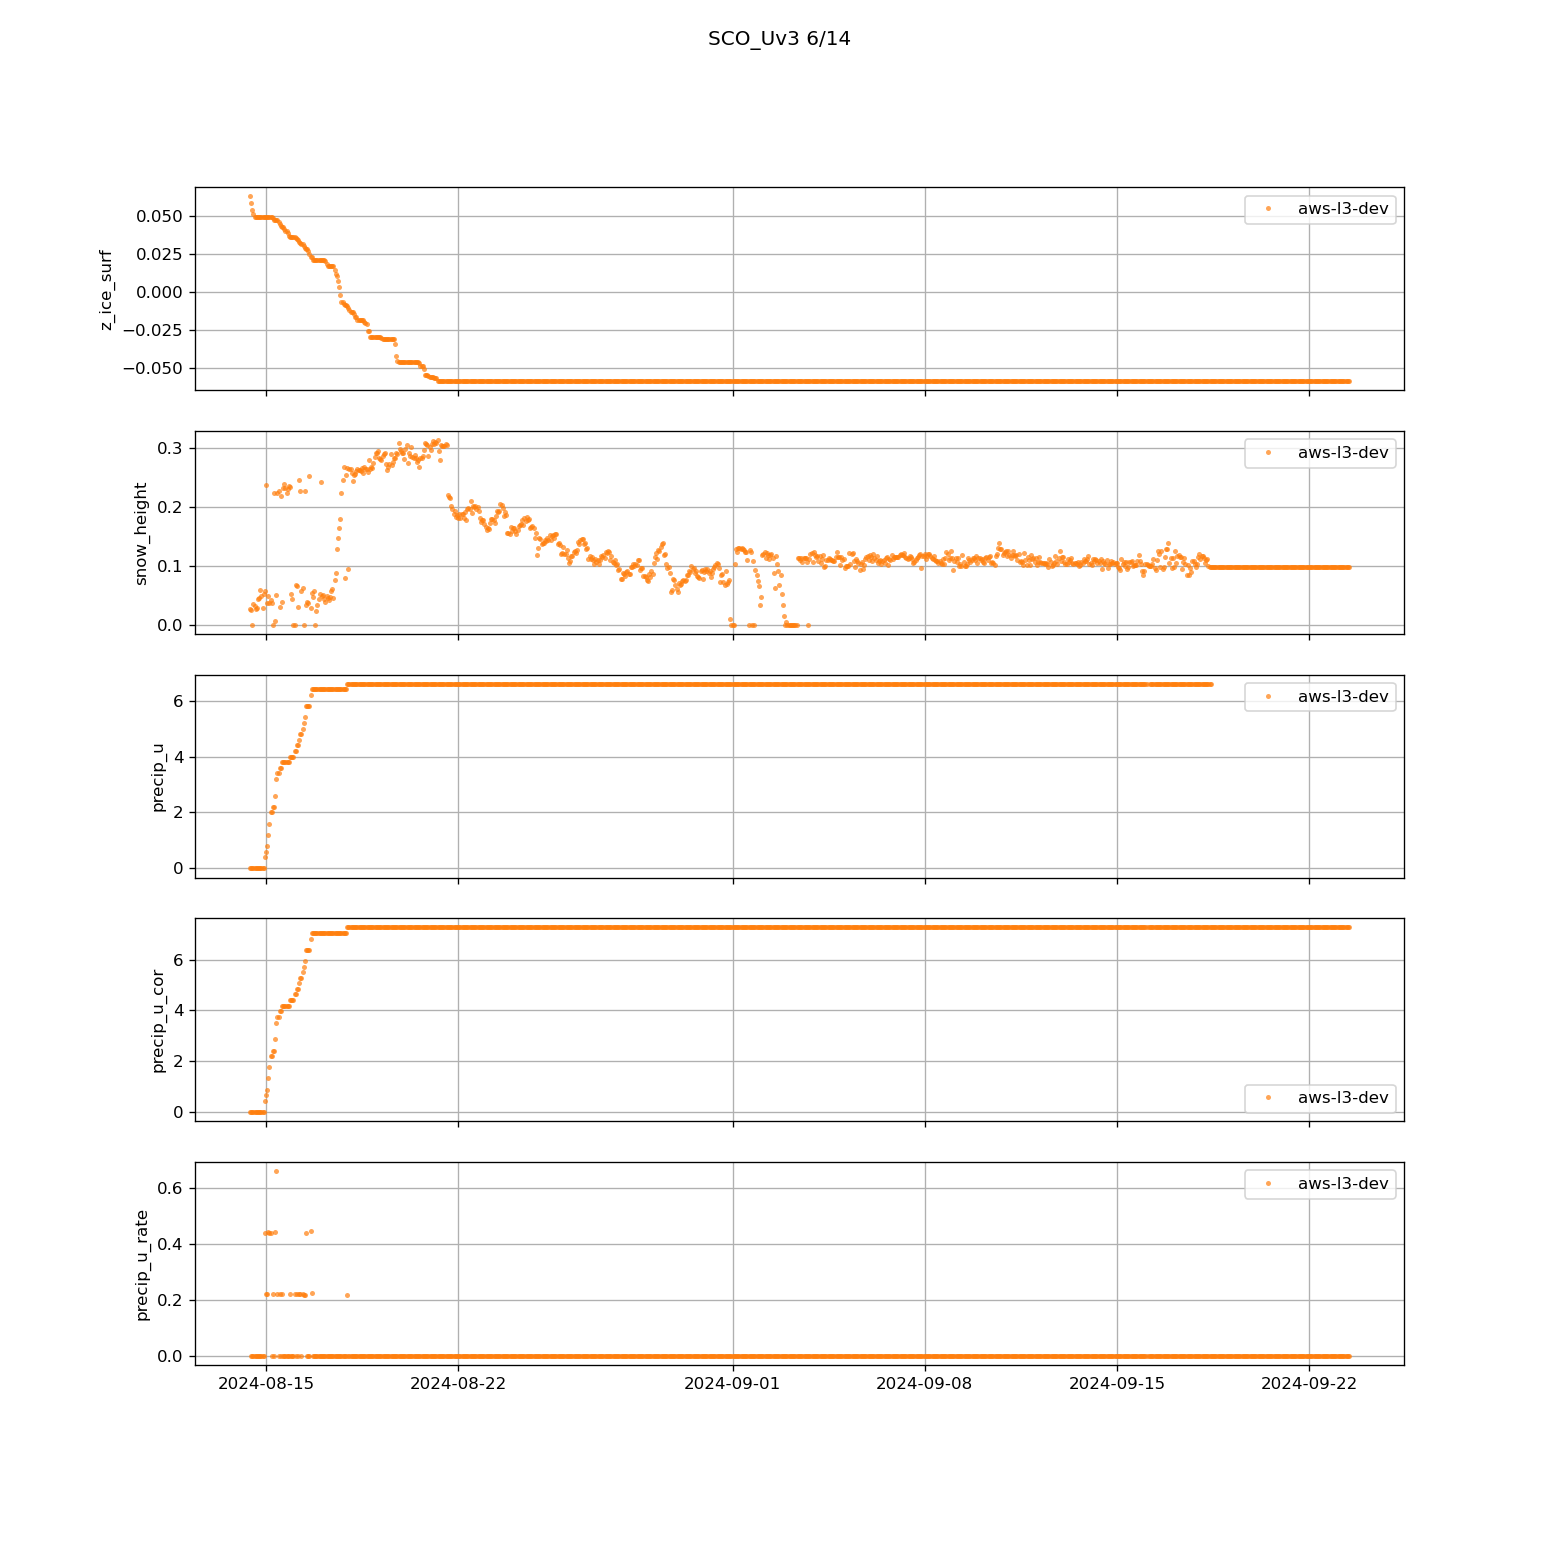 SCO_Uv3 6/14
z_ice_surf
0.050
0.025
0.000
−0.025
−0.050
aws-l3-dev
snow_height
0.3
0.2
0.1
0.0
aws-l3-dev
precip_u
6
4
2
0
aws-l3-dev
precip_u_cor
6
4
2
0
aws-l3-dev
precip_u_rate
0.6
0.4
0.2
0.0
aws-l3-dev
2024-08-15 2024-08-22 2024-09-01 2024-09-08 2024-09-15 2024-09-22